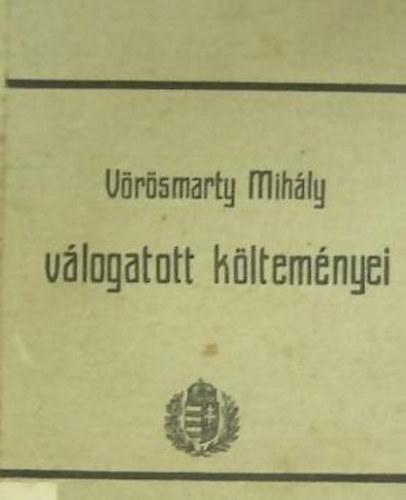 Vörösmarty Mihály
válogatott költeményei